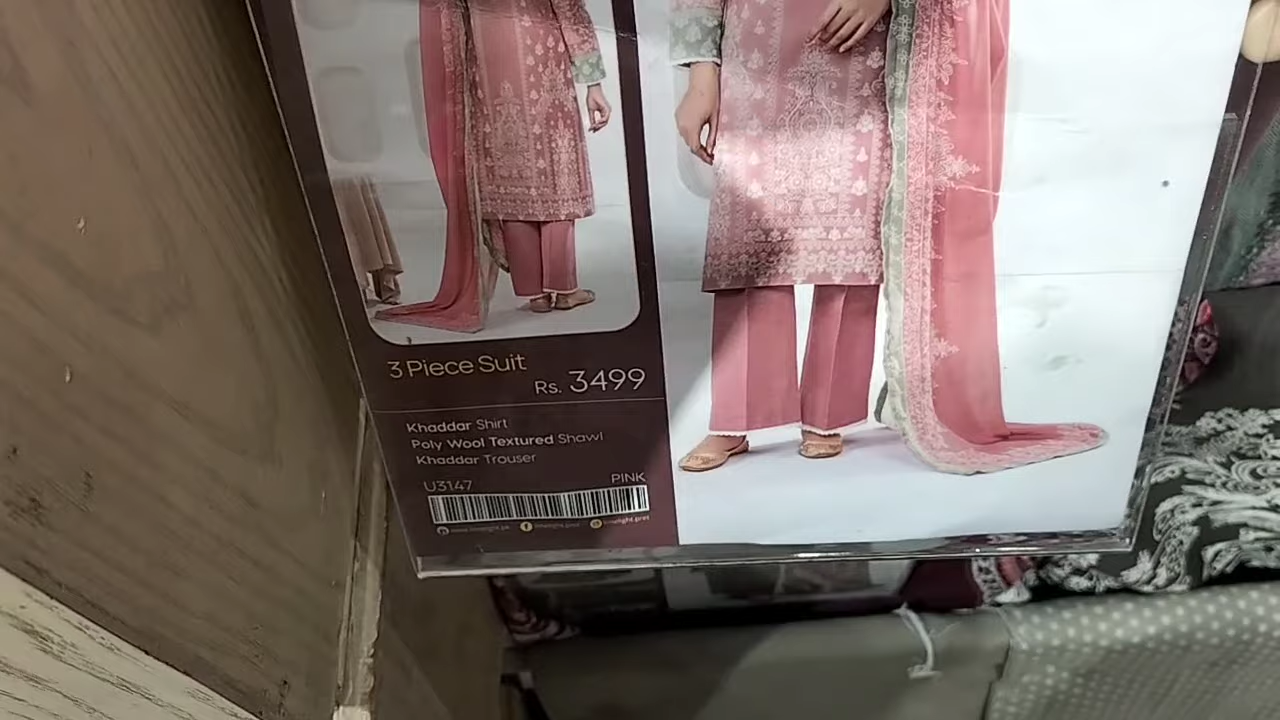 3 Piece Suit
Rs. 3499
Khaddar Shirt
Poly Wool Textured Shawl
Khaddar Trouser
U3147 PINK